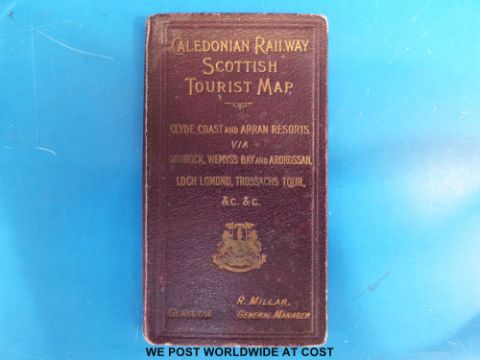 CALEDONIAN RAILWAY
SCOTTISH
TOURIST MAP
CLYDE COAST AND ARRAN RESORTS,
VIA
GOUROCK, WEMYSS BAY AND ARDROSSAN,
LOCH LOMOND, TROSSACHS TOUR,
&C. &C.
R. MILLAR,
GLASGOW GENERAL MANAGER
WE POST WORLDWIDE AT COST